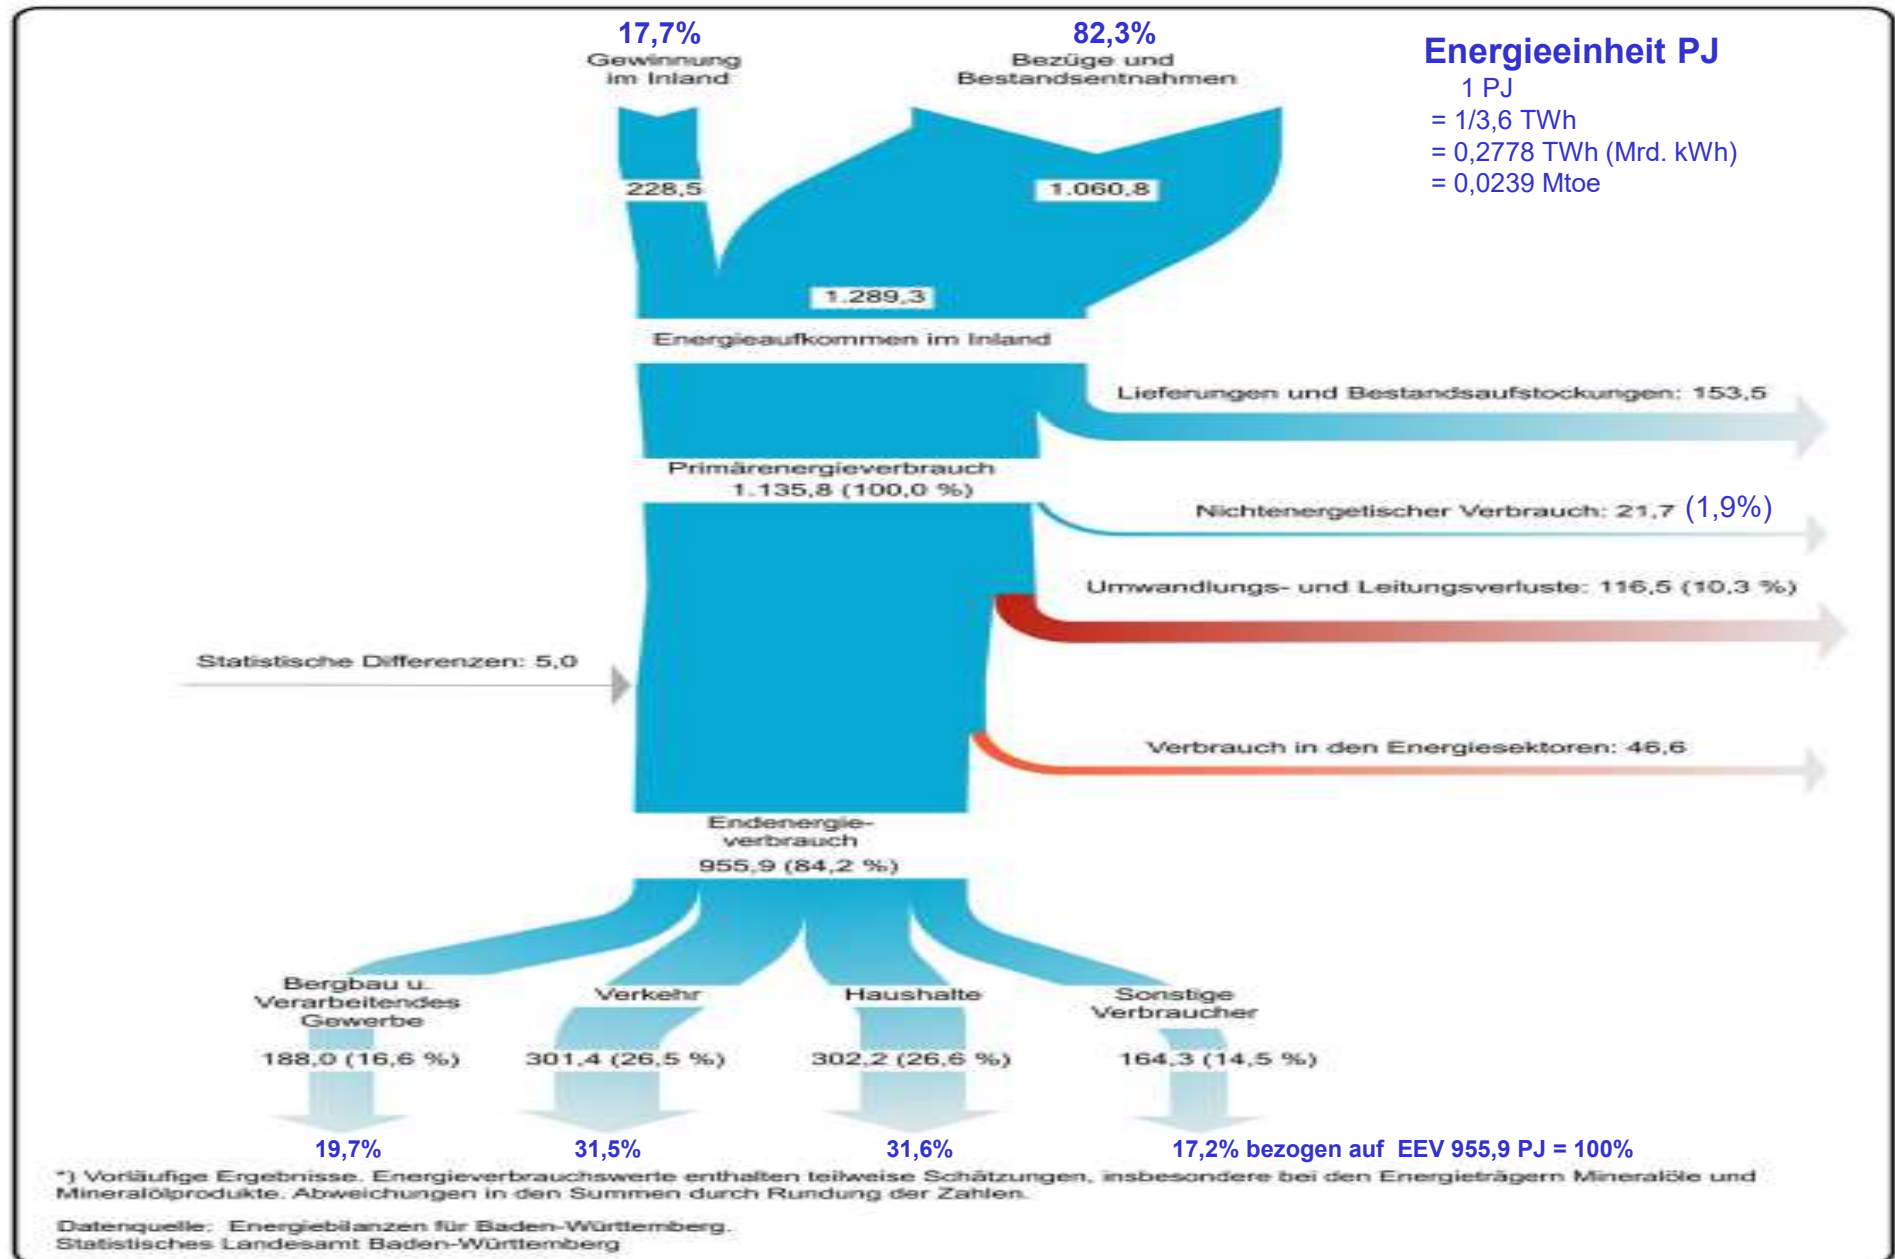 17,7%
Gewinnung
im Inland
82,3%
Bezüge und
Bestandsentnahmen
Energieeinheit PJ
1 PJ
= 1/3,6 TWh
= 0,2778 TWh (Mrd. kWh)
= 0,0239 Mtoe
228,5
1.060,8
1.289,3
Energieaufkommen im Inland
Lieferungen und Bestandsaufstockungen: 153,5
Primärenergieverbrauch
1.135,8 (100,0 %)
Nichtenergetischer Verbrauch: 21,7 (1,9%)
Umwandlungs- und Leitungsverluste: 116,5 (10,3 %)
Statistische Differenzen: 5,0
Verbrauch in den Energiesektoren: 46,6
Endenergie-
verbrauch
955,9 (84,2 %)
Bergbau u.
Verarbeitendes
Gewerbe
Verkehr
Haushalte
Sonstige
Verbraucher
188,0 (16,6 %)
301,4 (26,5 %)
302,2 (26,6 %)
164,3 (14,5 %)
19,7%
31,5%
31,6%
17,2% bezogen auf EEV 955,9 PJ = 100%
*) Vorläufige Ergebnisse. Energieverbrauchswerte enthalten teilweise Schätzungen, insbesondere bei den Energieträgern Mineralöle und
Mineralölprodukte. Abweichungen in den Summen durch Rundung der Zahlen.
Datenquelle: Energiebilanzen für Baden-Württemberg.
Statistisches Landesamt Baden-Württemberg